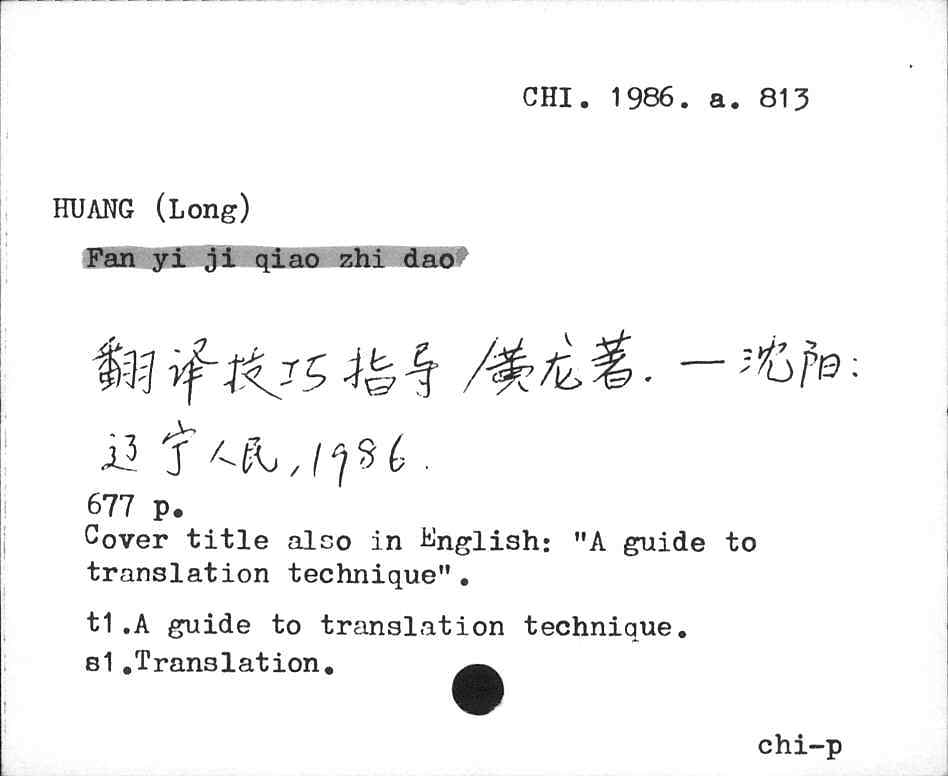 CHI. 1986. a. 813
HUANG (Long)
Fan yi ji qiao zhi dao
翻译技巧指导/黄龙著.—沈阳:
辽宁人民,1986.
677 p.
Cover title also in English: "A guide to
translation technique".
t1.A guide to translation technique.
s1.Translation.
chi-p